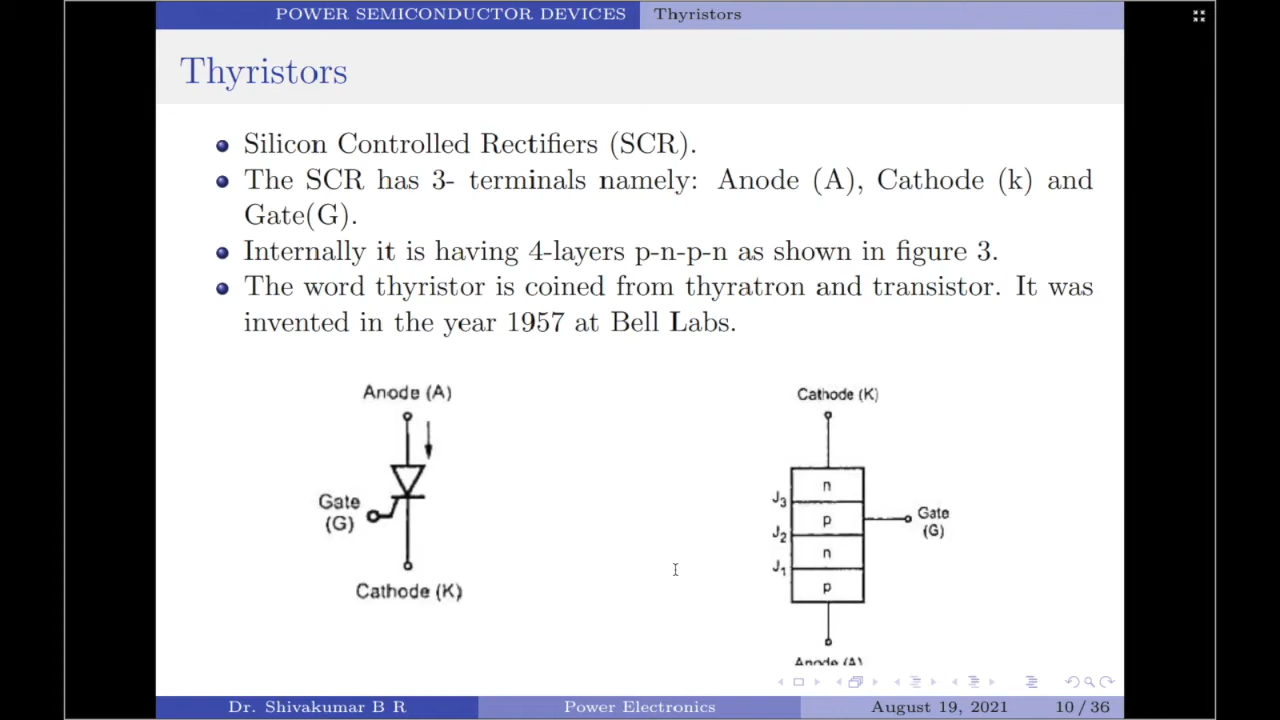 POWER SEMICONDUCTOR DEVICES Thyristors
Thyristors
Silicon Controlled Rectifiers (SCR).
The SCR has 3- terminals namely: Anode (A), Cathode (k) and
Gate(G).
Internally it is having 4-layers p-n-p-n as shown in figure 3.
The word thyristor is coined from thyratron and transistor. It was
invented in the year 1957 at Bell Labs.
Anode (A)
Gate
(G)
Cathode (K)
Cathode (K)
n
J3
p
Gate
(G)
J2
n
J1
p
Anode (A)
Dr. Shivakumar B R Power Electronics August 19, 2021 10 / 36